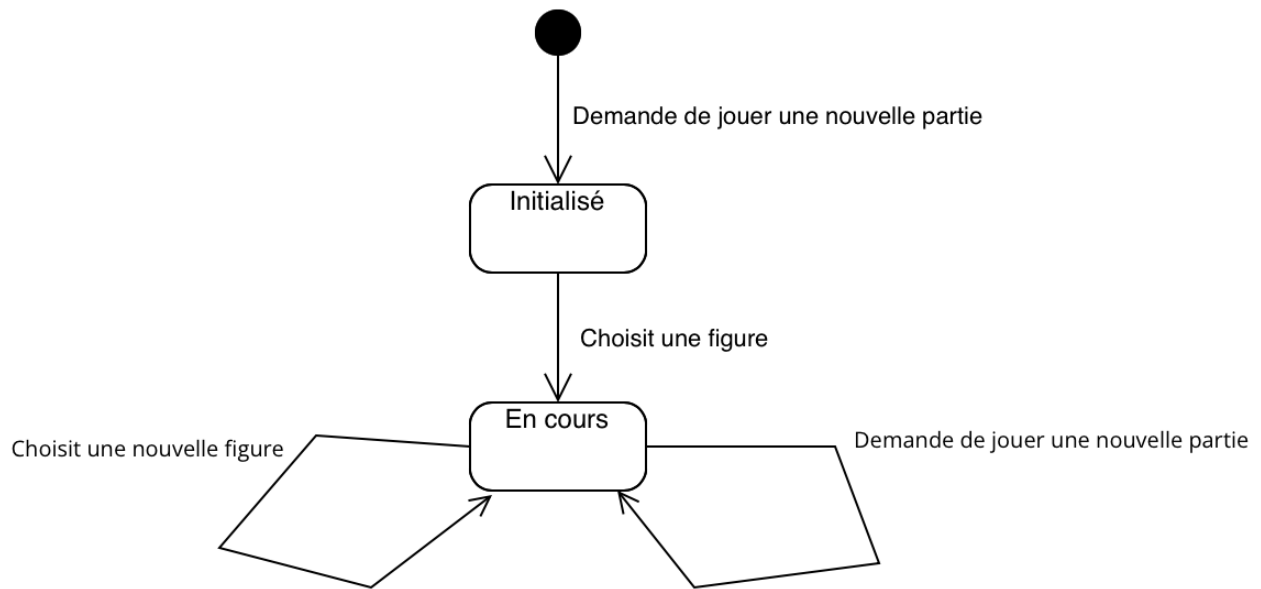 Demande de jouer une nouvelle partie
Initialisé
Choisit une figure
En cours
Choisit une nouvelle figure
Demande de jouer une nouvelle partie